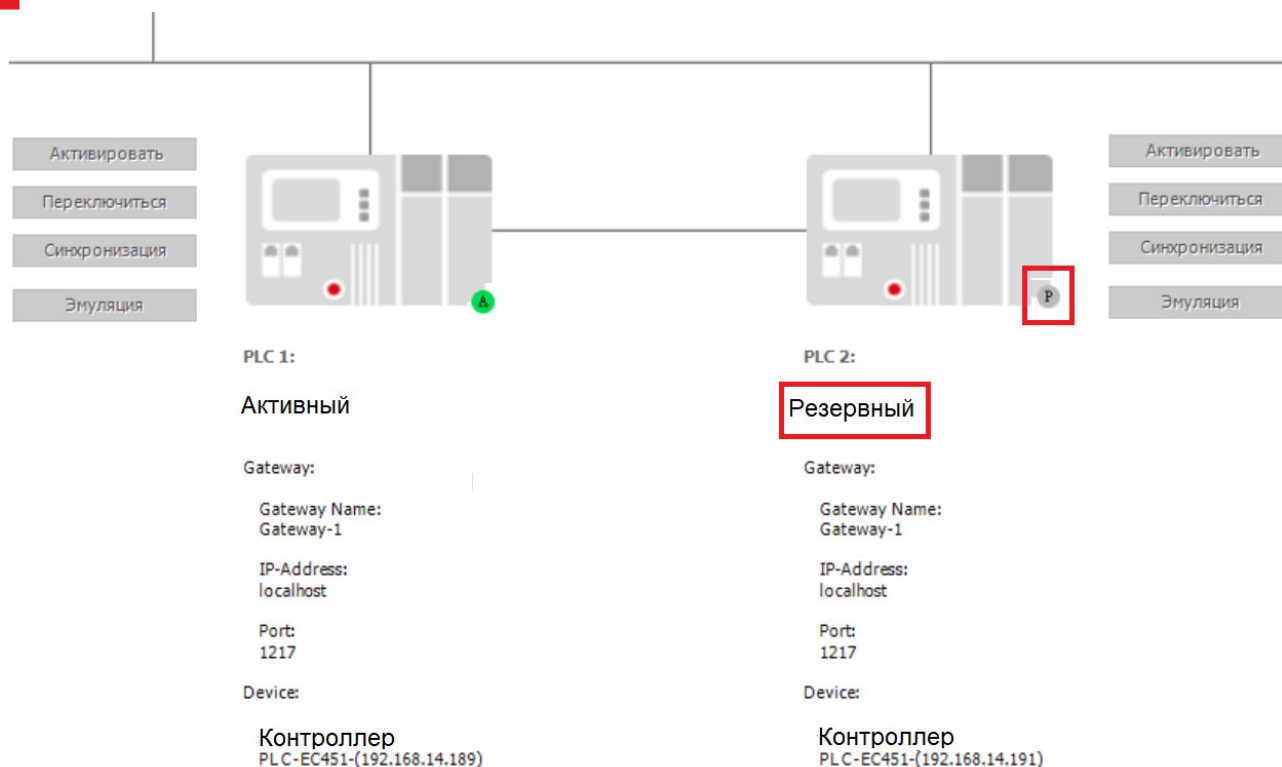 Активировать
Переключиться
Синхронизация
Эмуляция
A
PLC 1:
Активный
Gateway:
Gateway Name:
Gateway-1
IP-Address:
localhost
Port:
1217
Device:
Контроллер
PLC-EC451-(192.168.14.189)
P
PLC 2:
Резервный
Gateway:
Gateway Name:
Gateway-1
IP-Address:
localhost
Port:
1217
Device:
Контроллер
PLC-EC451-(192.168.14.191)
Активировать
Переключиться
Синхронизация
Эмуляция